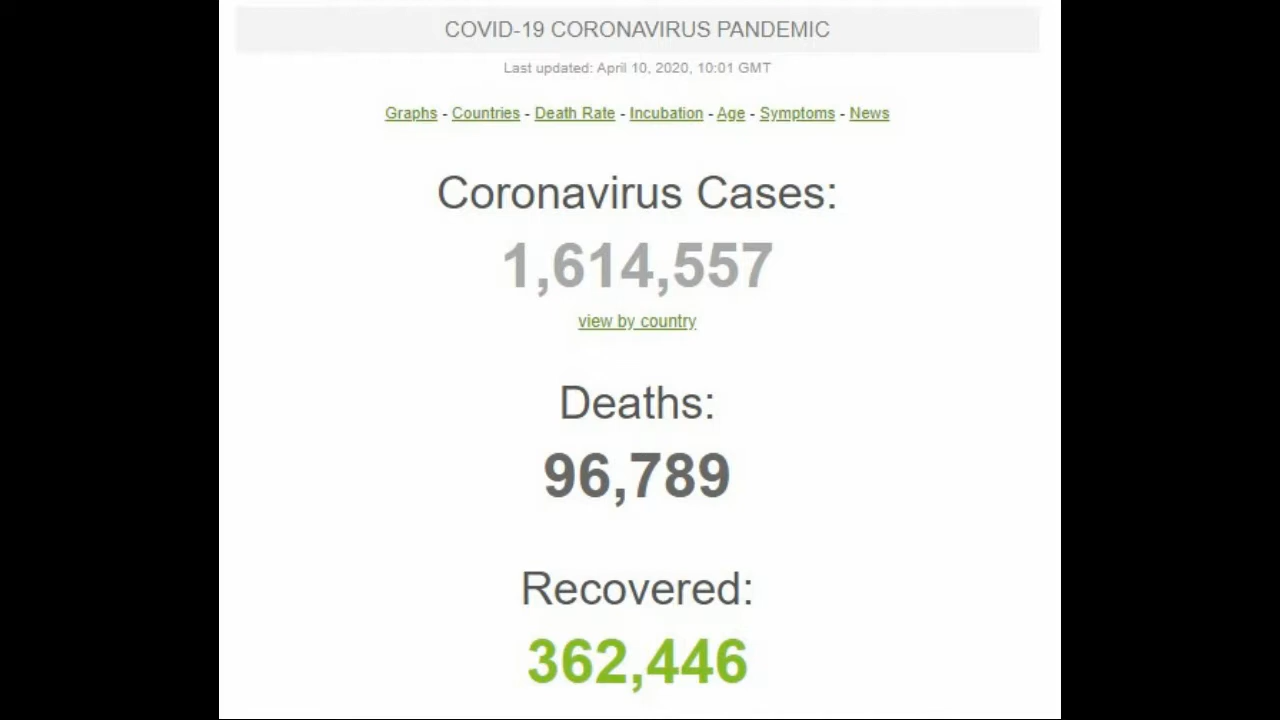 COVID-19 CORONAVIRUS PANDEMIC
Last updated: April 10, 2020, 10:01 GMT
Graphs - Countries - Death Rate - Incubation - Age - Symptoms - News
Coronavirus Cases:
1,614,557
view by country
Deaths:
96,789
Recovered:
362,446